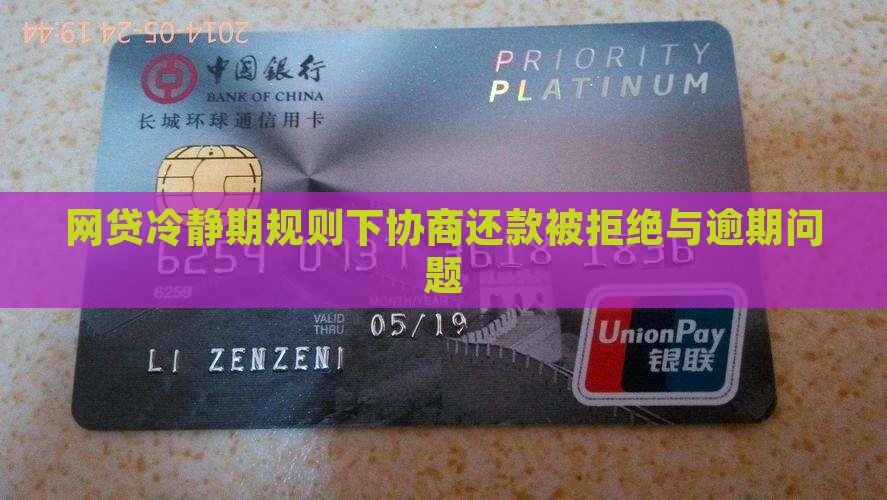 2014-05-24 19:44
中国银行
BANK OF CHINA
长城环球通信用卡
PRIORITY
PLATINUM
网贷冷静期规则下协商还款被拒绝与逾期问
题
6259
MONTH/YEAR
VALID
THRU
05/19
LI ZENZENI
UnionPay
银联